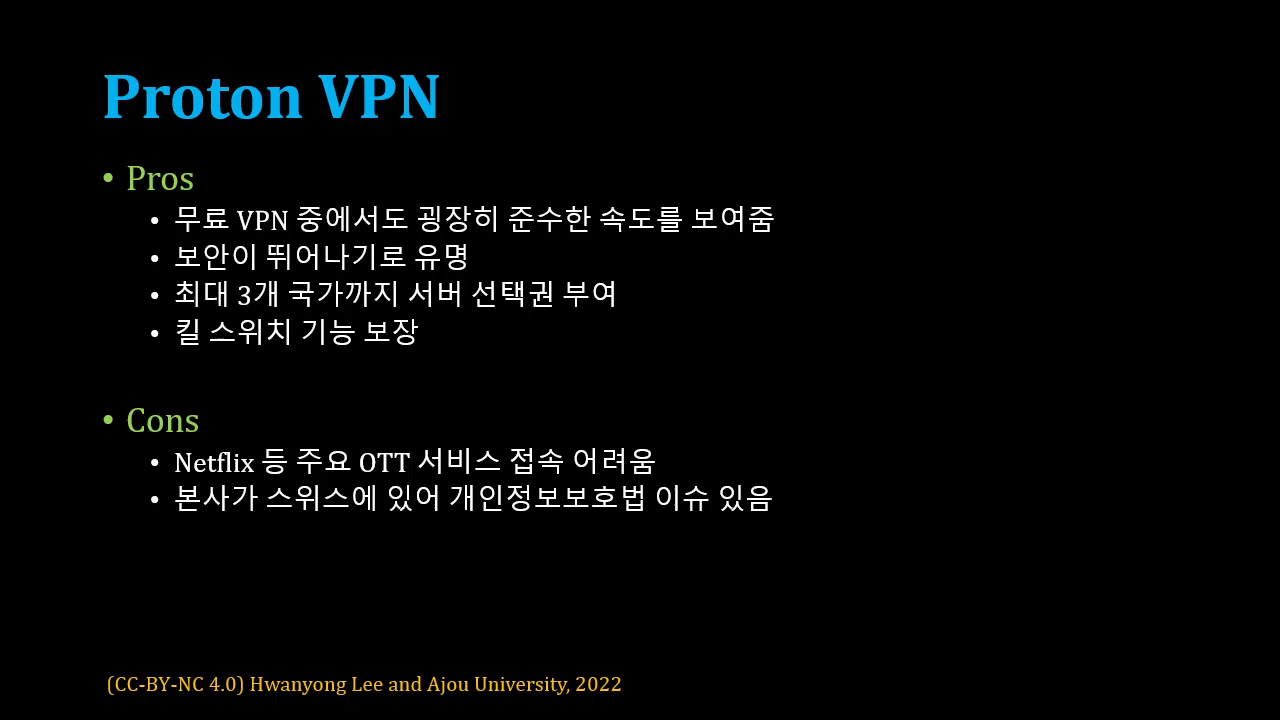 Proton VPN
• Pros
• 무료 VPN 중에서도 굉장히 준수한 속도를 보여줌
• 보안이 뛰어나기로 유명
• 최대 3개 국가까지 서버 선택권 부여
• 킬 스위치 기능 보장
• Cons
• Netflix 등 주요 OTT 서비스 접속 어려움
• 본사가 스위스에 있어 개인정보보호법 이슈 있음
(CC-BY-NC 4.0) Hwanyong Lee and Ajou University, 2022